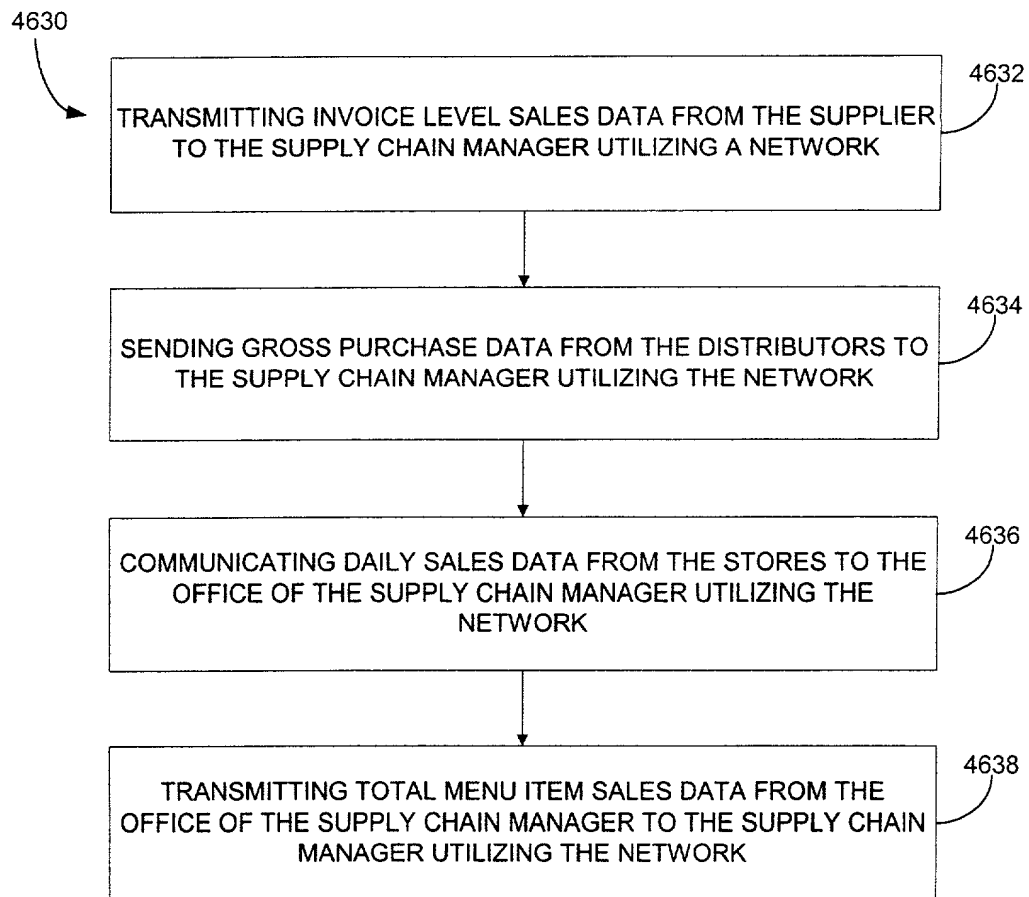 4630
4632
TRANSMITTING INVOICE LEVEL SALES DATA FROM THE SUPPLIER
TO THE SUPPLY CHAIN MANAGER UTILIZING A NETWORK
4634
SENDING GROSS PURCHASE DATA FROM THE DISTRIBUTORS TO
THE SUPPLY CHAIN MANAGER UTILIZING THE NETWORK
4636
COMMUNICATING DAILY SALES DATA FROM THE STORES TO THE
OFFICE OF THE SUPPLY CHAIN MANAGER UTILIZING THE
NETWORK
4638
TRANSMITTING TOTAL MENU ITEM SALES DATA FROM THE
OFFICE OF THE SUPPLY CHAIN MANAGER TO THE SUPPLY CHAIN
MANAGER UTILIZING THE NETWORK